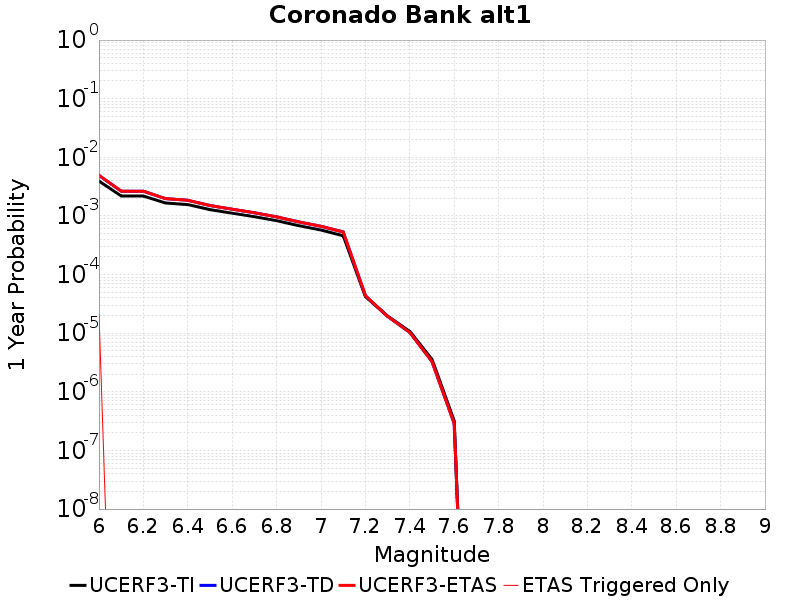 Coronado Bank alt1
1 Year Probability
10^0
10^-1
10^-2
10^-3
10^-4
10^-5
10^-6
10^-7
10^-8
6 6.2 6.4 6.6 6.8 7 7.2 7.4 7.6 7.8 8 8.2 8.4 8.6 8.8 9
Magnitude
UCERF3-TI UCERF3-TD UCERF3-ETAS ETAS Triggered Only